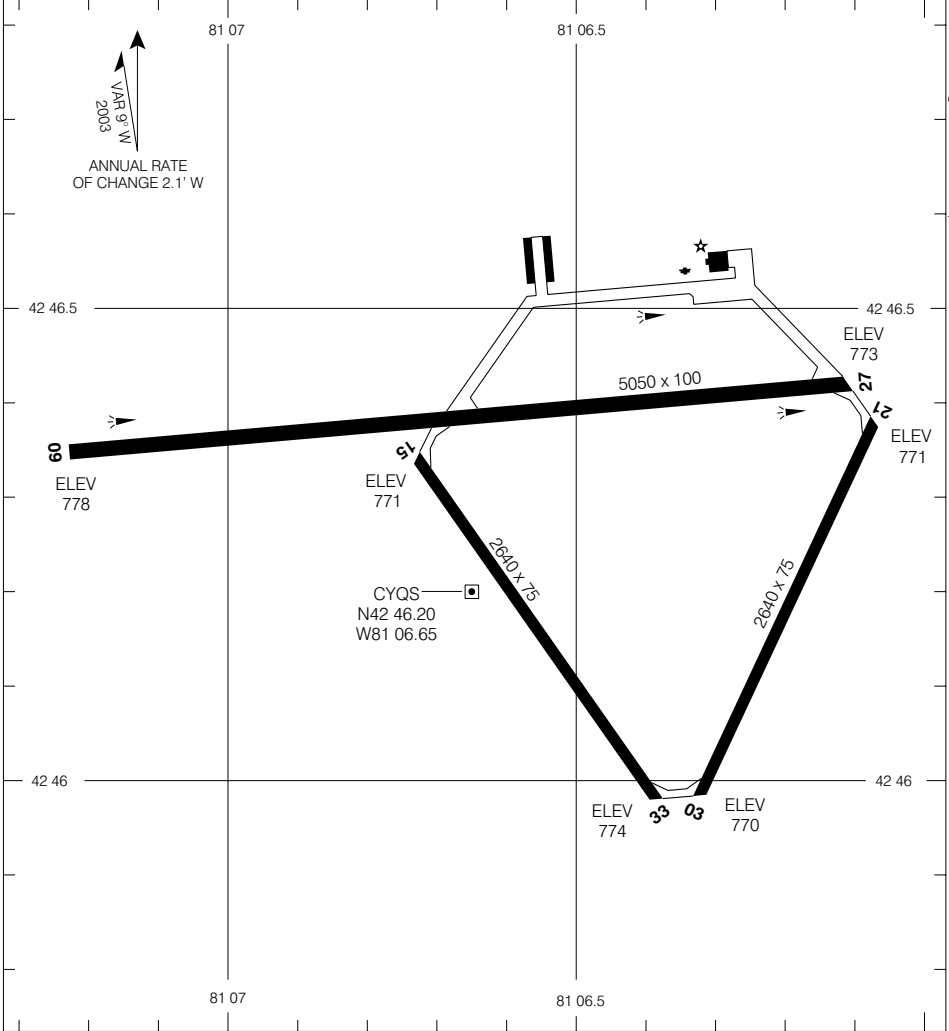 81 07
81 06.5
VAR 9° W
2003
ANNUAL RATE
OF CHANGE 2.1' W
42 46.5
42 46.5
ELEV
773
27
5050 x 100
21
ELEV
771
09
ELEV
778
15
ELEV
771
2640 x 75
2640 x 75
CYQS
N42 46.20
W81 06.65
42 46
42 46
ELEV
774
33
03
ELEV
770
81 07
81 06.5